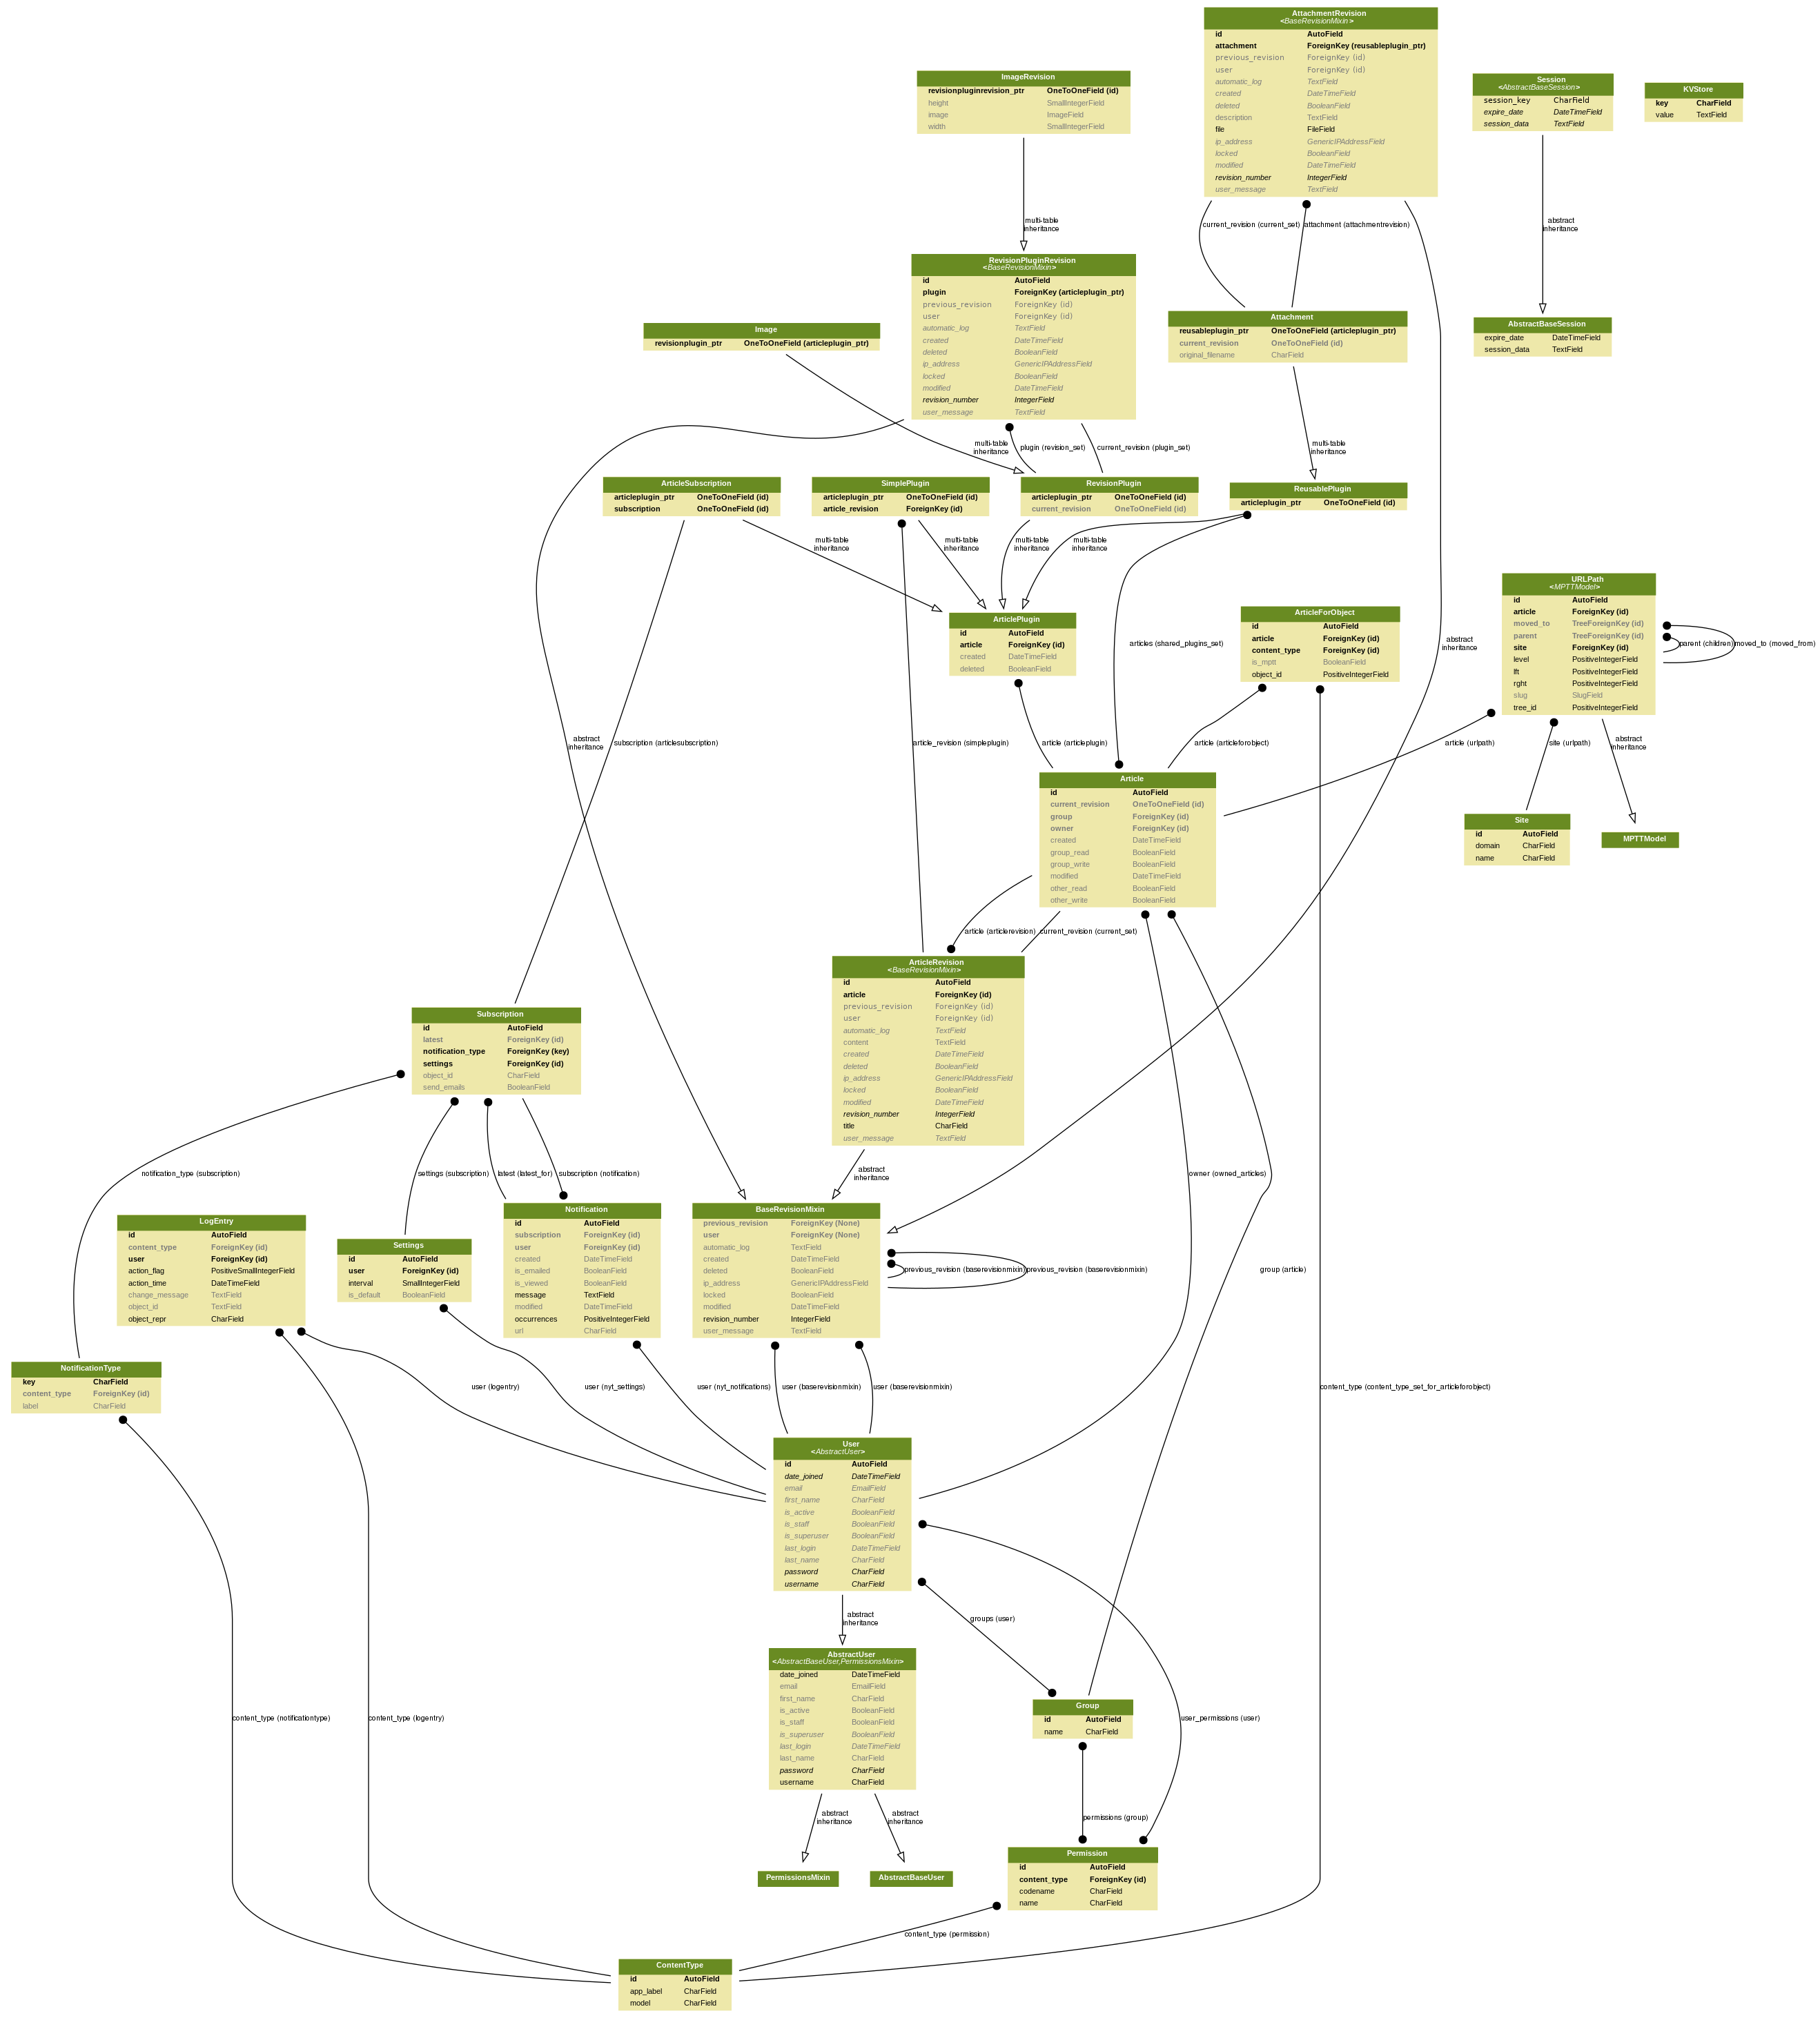 AttachmentRevision
<BaseRevisionMixin>
id AutoField
attachment ForeignKey (reusableplugin_ptr)
previous_revision ForeignKey (id)
user ForeignKey (id)
automatic_log TextField
created DateTimeField
deleted BooleanField
description TextField
file FileField
ip_address GenericIPAddressField
locked BooleanField
modified DateTimeField
revision_number IntegerField
user_message TextField
ImageRevision
revisionpluginrevision_ptr OneToOneField (id)
height SmallIntegerField
image ImageField
width SmallIntegerField
Session
<AbstractBaseSession>
session_key CharField
expire_date DateTimeField
session_data TextField
KVStore
key CharField
value TextField
multi-table
inheritance
current_revision (current_set)
attachment (attachmentrevision)
abstract
inheritance
RevisionPluginRevision
<BaseRevisionMixin>
id AutoField
plugin ForeignKey (articleplugin_ptr)
previous_revision ForeignKey (id)
user ForeignKey (id)
automatic_log TextField
created DateTimeField
deleted BooleanField
ip_address GenericIPAddressField
locked BooleanField
modified DateTimeField
revision_number IntegerField
user_message TextField
Image
revisionplugin_ptr OneToOneField (articleplugin_ptr)
Attachment
reusableplugin_ptr OneToOneField (articleplugin_ptr)
current_revision OneToOneField (id)
original_filename CharField
AbstractBaseSession
expire_date DateTimeField
session_data TextField
multi-table
inheritance
plugin (revision_set)
current_revision (plugin_set)
multi-table
inheritance
ArticleSubscription
articleplugin_ptr OneToOneField (id)
subscription OneToOneField (id)
SimplePlugin
articleplugin_ptr OneToOneField (id)
article_revision ForeignKey (id)
RevisionPlugin
articleplugin_ptr OneToOneField (id)
current_revision OneToOneField (id)
ReusablePlugin
articleplugin_ptr OneToOneField (id)
multi-table
inheritance
multi-table
inheritance
multi-table
inheritance
multi-table
inheritance
ArticlePlugin
id AutoField
article ForeignKey (id)
created DateTimeField
deleted BooleanField
articles (shared_plugins_set)
ArticleForObject
id AutoField
article ForeignKey (id)
content_type ForeignKey (id)
is_mptt BooleanField
object_id PositiveIntegerField
abstract
inheritance
URLPath
<MPTTModel>
id AutoField
article ForeignKey (id)
moved_to TreeForeignKey (id)
parent TreeForeignKey (id)
site ForeignKey (id)
level PositiveIntegerField
lft PositiveIntegerField
rght PositiveIntegerField
slug SlugField
tree_id PositiveIntegerField
parent (children)
moved_to (moved_from)
abstract
inheritance
subscription (articlesubscription)
article_revision (simpleplugin)
article (articleplugin)
article (articleforobject)
article (urlpath)
site (urlpath)
abstract
inheritance
Article
id AutoField
current_revision OneToOneField (id)
group ForeignKey (id)
owner ForeignKey (id)
created DateTimeField
group_read BooleanField
group_write BooleanField
modified DateTimeField
other_read BooleanField
other_write BooleanField
Site
id AutoField
domain CharField
name CharField
MPTTModel
article (articlerevision)
current_revision (current_set)
ArticleRevision
<BaseRevisionMixin>
id AutoField
article ForeignKey (id)
previous_revision ForeignKey (id)
user ForeignKey (id)
automatic_log TextField
content TextField
created DateTimeField
deleted BooleanField
ip_address GenericIPAddressField
locked BooleanField
modified DateTimeField
revision_number IntegerField
title CharField
user_message TextField
Subscription
id AutoField
latest ForeignKey (id)
notification_type ForeignKey (key)
settings ForeignKey (id)
object_id CharField
send_emails BooleanField
notification_type (subscription)
settings (subscription)
latest (latest_for)
subscription (notification)
abstract
inheritance
owner (owned_articles)
LogEntry
id AutoField
content_type ForeignKey (id)
user ForeignKey (id)
action_flag PositiveSmallIntegerField
action_time DateTimeField
change_message TextField
object_id TextField
object_repr CharField
Settings
id AutoField
user ForeignKey (id)
interval SmallIntegerField
is_default BooleanField
Notification
id AutoField
subscription ForeignKey (id)
user ForeignKey (id)
created DateTimeField
is_emailed BooleanField
is_viewed BooleanField
message TextField
modified DateTimeField
occurrences PositiveIntegerField
url CharField
BaseRevisionMixin
previous_revision ForeignKey (None)
user ForeignKey (None)
automatic_log TextField
created DateTimeField
deleted BooleanField
ip_address GenericIPAddressField
locked BooleanField
modified DateTimeField
revision_number IntegerField
user_message TextField
previous_revision (baserevisionmixin)
previous_revision (baserevisionmixin)
group (article)
NotificationType
key CharField
content_type ForeignKey (id)
label CharField
user (logentry)
user (nyt_settings)
user (nyt_notifications)
user (baserevisionmixin)
user (baserevisionmixin)
content_type (content_type_set_for_articleforobject)
User
<AbstractUser>
id AutoField
date_joined DateTimeField
email EmailField
first_name CharField
is_active BooleanField
is_staff BooleanField
is_superuser BooleanField
last_login DateTimeField
last_name CharField
password CharField
username CharField
abstract
inheritance
groups (user)
AbstractUser
<AbstractBaseUser,PermissionsMixin>
date_joined DateTimeField
email EmailField
first_name CharField
is_active BooleanField
is_staff BooleanField
is_superuser BooleanField
last_login DateTimeField
last_name CharField
password CharField
username CharField
Group
id AutoField
name CharField
content_type (notificationtype)
content_type (logentry)
user_permissions (user)
abstract
inheritance
abstract
inheritance
permissions (group)
PermissionsMixin
AbstractBaseUser
Permission
id AutoField
content_type ForeignKey (id)
codename CharField
name CharField
content_type (permission)
ContentType
id AutoField
app_label CharField
model CharField